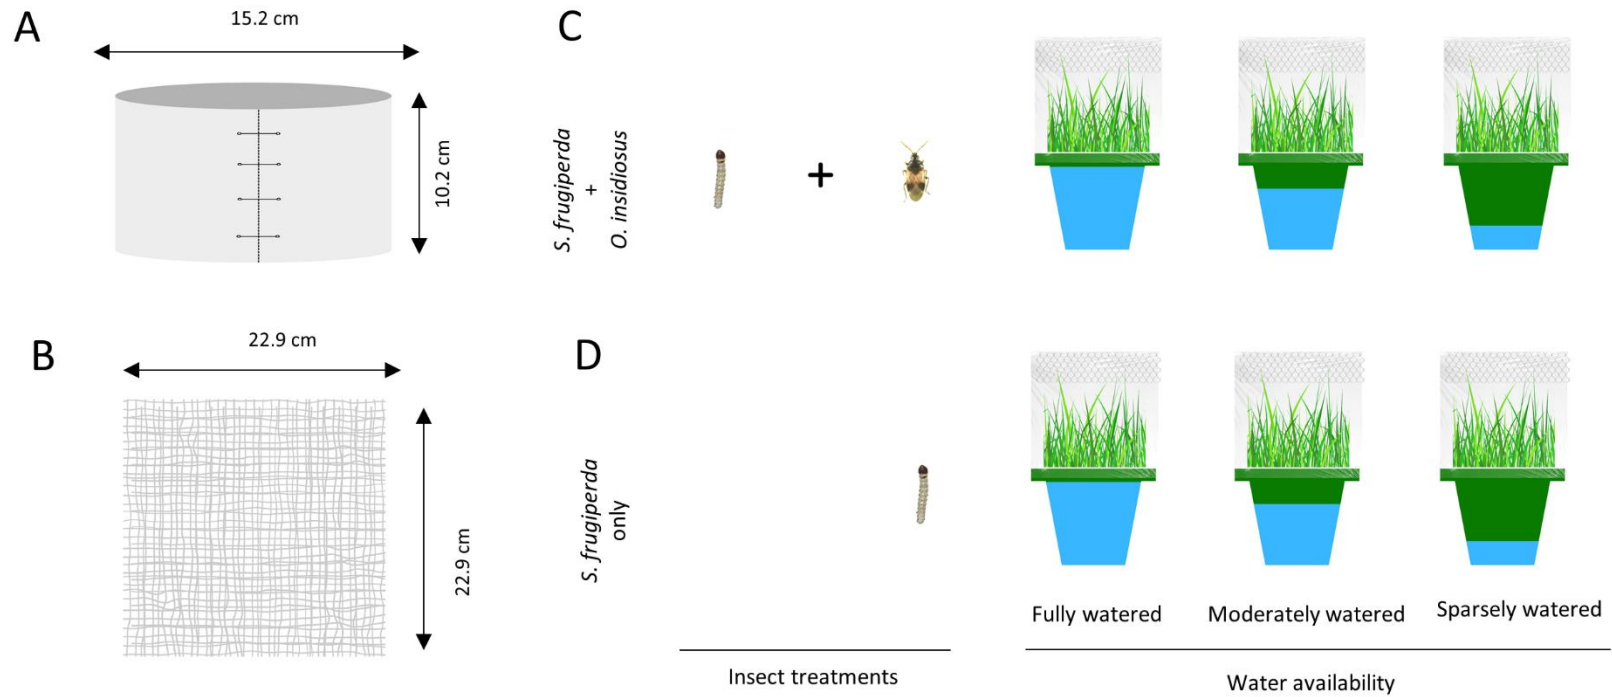 A
15.2 cm
10.2 cm
B
22.9 cm
22.9 cm
C
S. frugiperda
+
O. insidiosus
+
D
S. frugiperda
only
Fully watered
Moderately watered
Sparsely watered
Insect treatments
Water availability